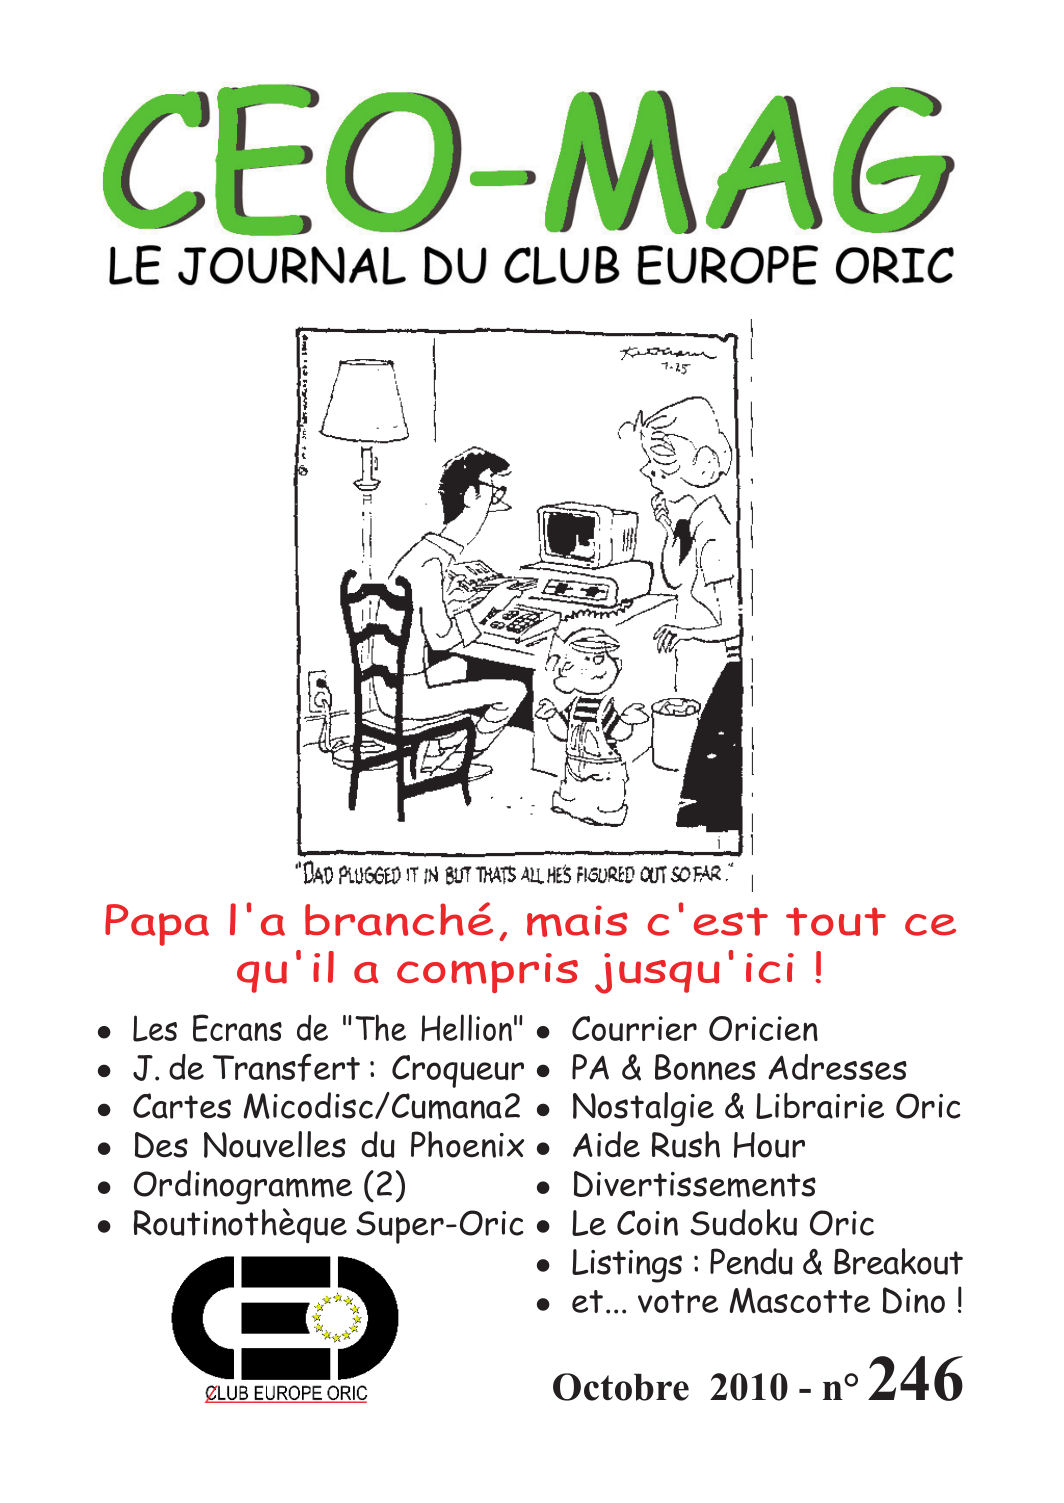 CEO-MAG
LE JOURNAL DU CLUB EUROPE ORIC
Ketcham
7-25
"DAD PLUGGED IT IN BUT THAT'S ALL HE'S FIGURED OUT SO FAR."
Papa l'a branché, mais c'est tout ce
qu'il a compris jusqu'ici !
• Les Ecrans de "The Hellion"
• J. de Transfert : Croqueur
• Cartes Micodisc/Cumana2
• Des Nouvelles du Phoenix
• Ordinogramme (2)
• Routinothèque Super-Oric
• Courrier Oricien
• PA & Bonnes Adresses
• Nostalgie & Librairie Oric
• Aide Rush Hour
• Divertissements
• Le Coin Sudoku Oric
• Listings : Pendu & Breakout
• et... votre Mascotte Dino !
CEO
CLUB EUROPE ORIC
Octobre 2010 - n° 246